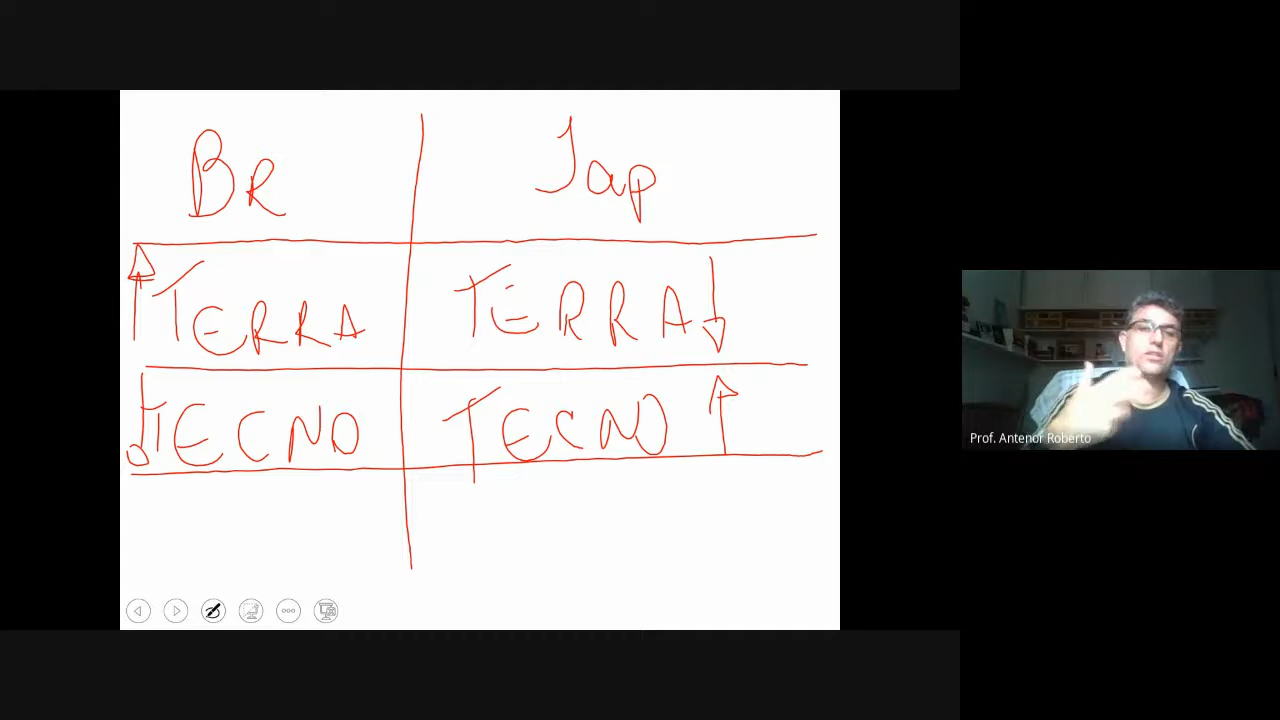 Br Jap
↑TERRA TERRA↓
↓TECNO TECNO↑
Prof. Antenor Roberto